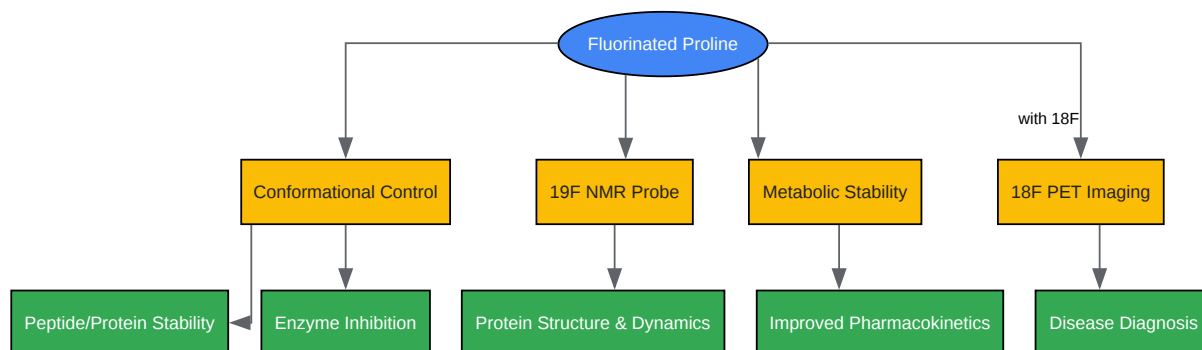 Fluorinated Proline
with 18F
Conformational Control
19F NMR Probe
Metabolic Stability
18F PET Imaging
Peptide/Protein Stability
Enzyme Inhibition
Protein Structure & Dynamics
Improved Pharmacokinetics
Disease Diagnosis